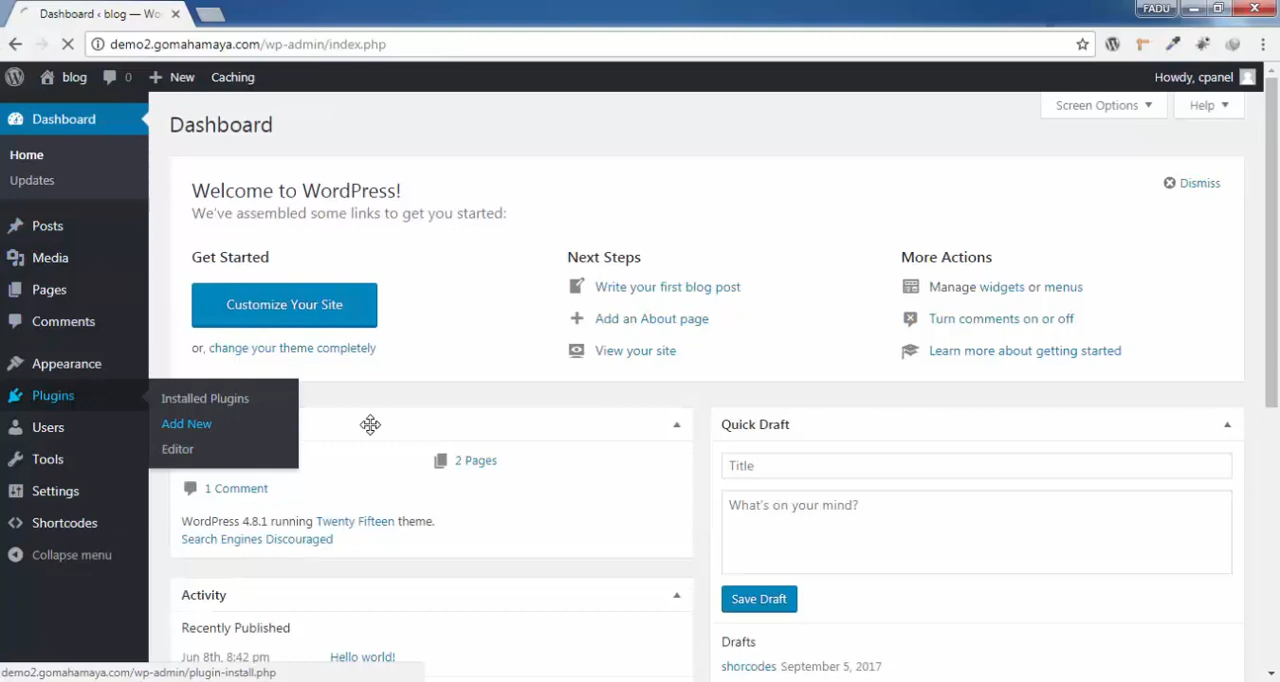 Dashboard ‹ blog — Wo
FADU
demo2.gomahamaya.com/wp-admin/index.php
blog 0 New Caching
Howdy, cpanel
Dashboard
Home
Updates
Posts
Media
Pages
Comments
Appearance
Plugins
Users
Tools
Settings
Shortcodes
Collapse menu
Installed Plugins
Add New
Editor
Screen Options
Help
Dashboard
Welcome to WordPress!
We've assembled some links to get you started:
Dismiss
Get Started
Customize Your Site
or, change your theme completely
Next Steps
Write your first blog post
Add an About page
View your site
More Actions
Manage widgets or menus
Turn comments on or off
Learn more about getting started
2 Pages
1 Comment
WordPress 4.8.1 running Twenty Fifteen theme.
Search Engines Discouraged
Activity
Recently Published
Jun 8th, 8:42 pm Hello world!
Quick Draft
Title
What's on your mind?
Save Draft
Drafts
shorcodes September 5, 2017
demo2.gomahamaya.com/wp-admin/plugin-install.php